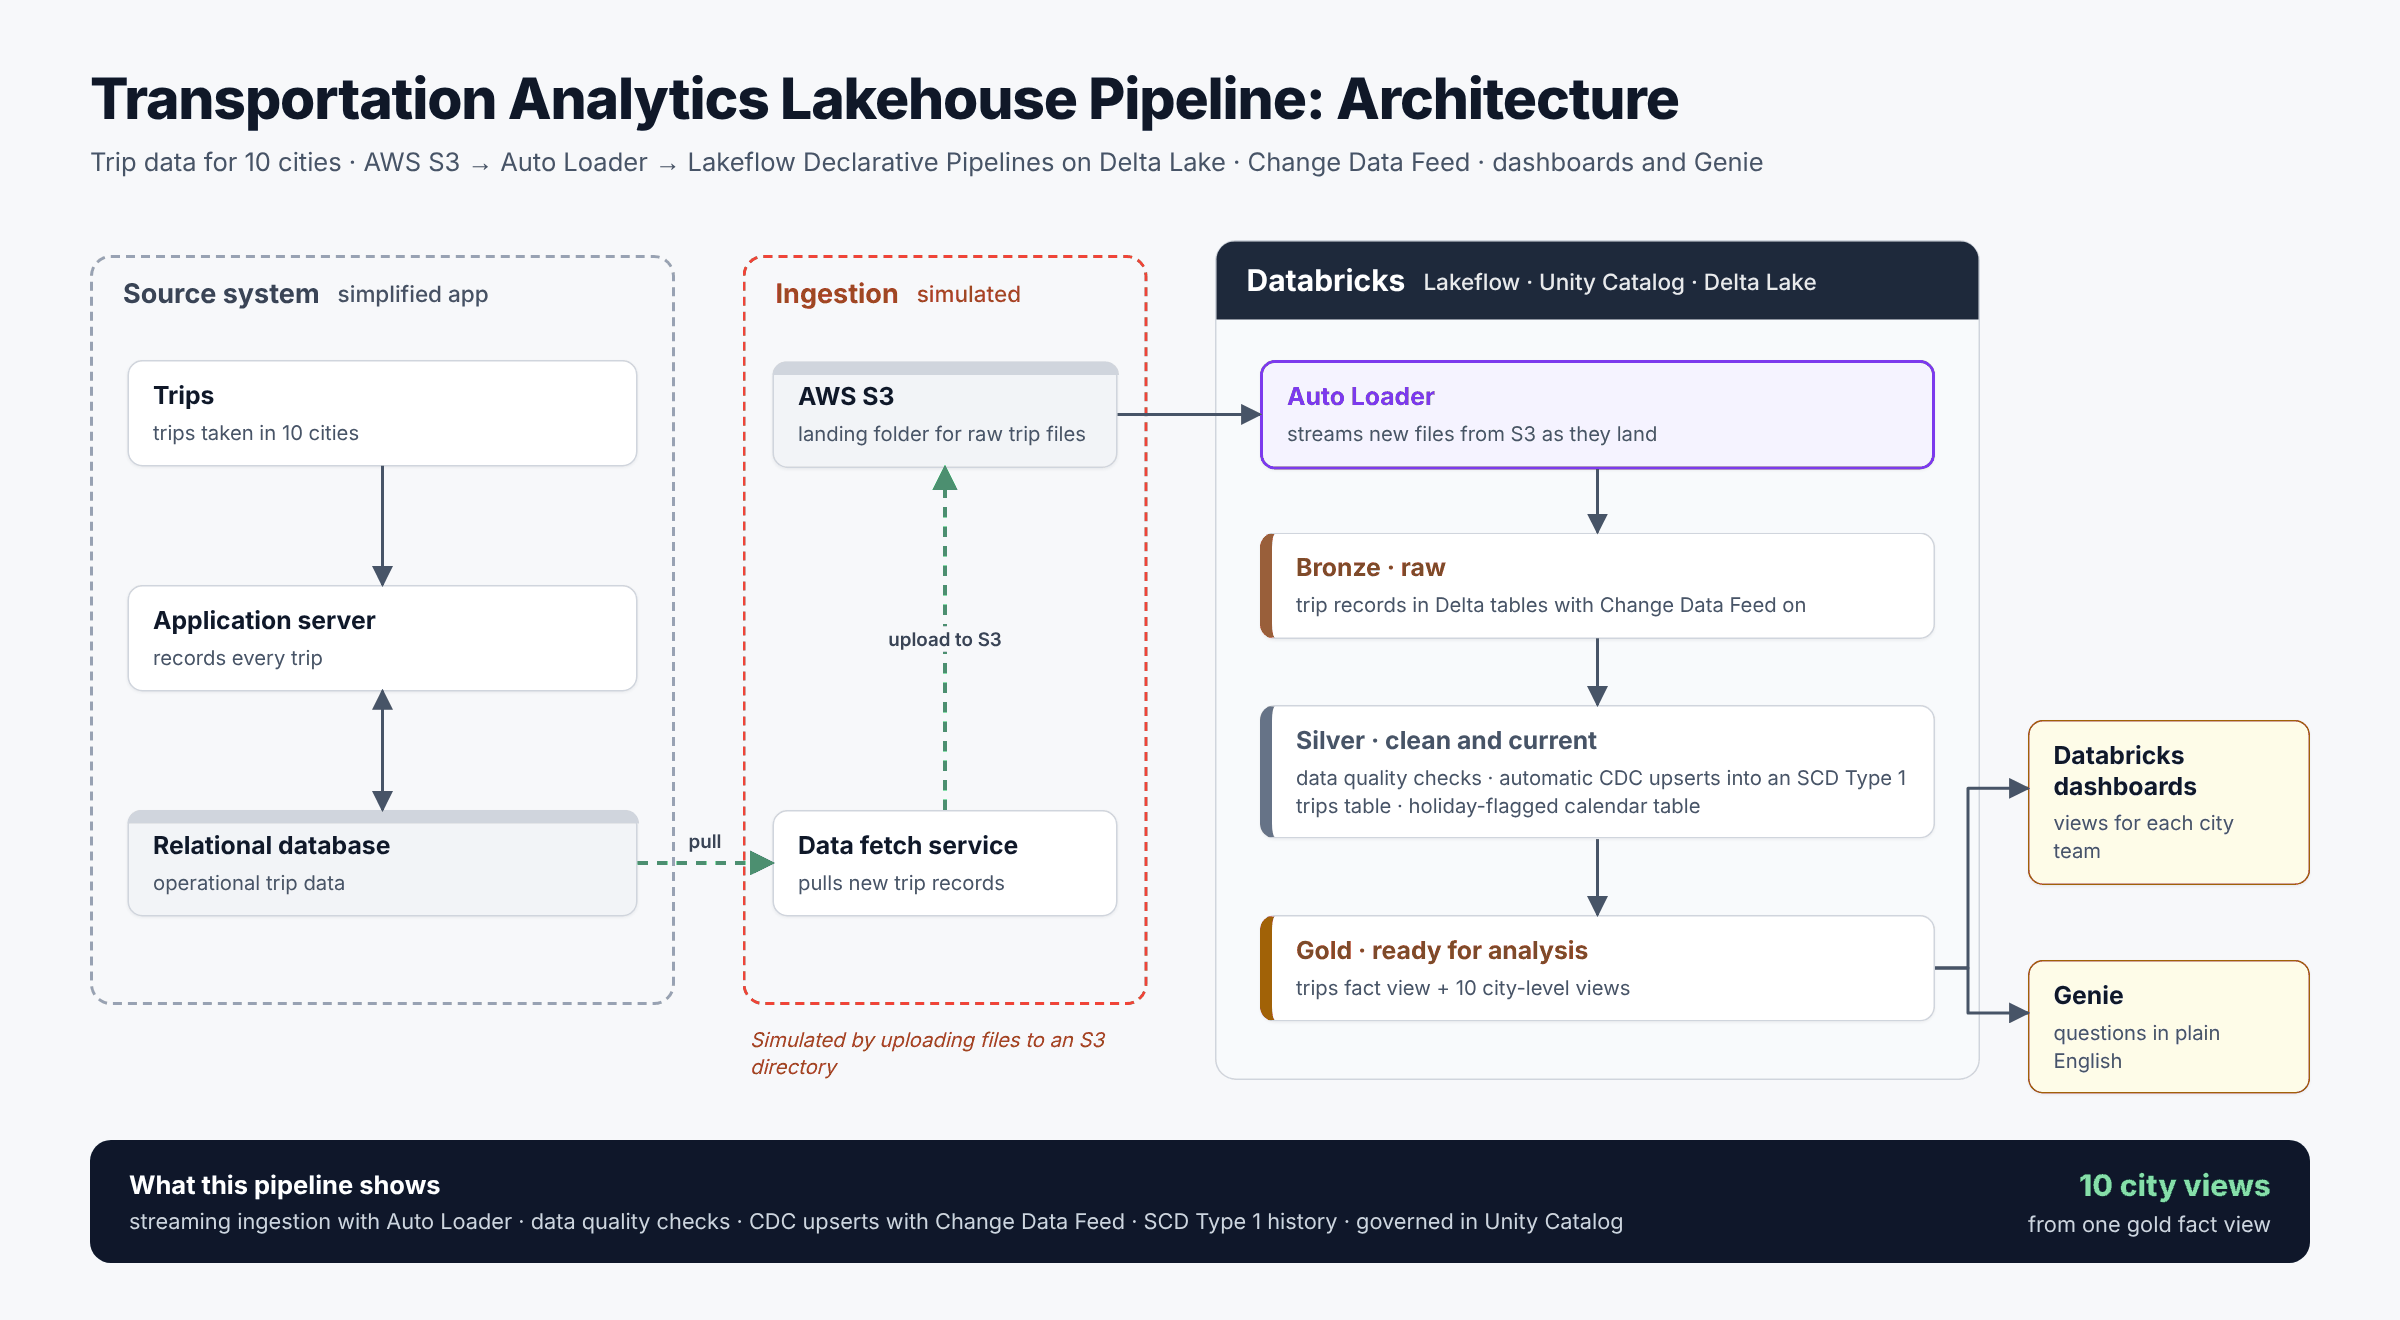 Transportation Analytics Lakehouse Pipeline: Architecture
Trip data for 10 cities · AWS S3 → Auto Loader → Lakeflow Declarative Pipelines on Delta Lake · Change Data Feed · dashboards and Genie
Source system simplified app
Trips
trips taken in 10 cities
Application server
records every trip
Relational database
operational trip data
pull
Ingestion simulated
AWS S3
landing folder for raw trip files
upload to S3
Data fetch service
pulls new trip records
Simulated by uploading files to an S3
directory
Databricks Lakeflow · Unity Catalog · Delta Lake
Auto Loader
streams new files from S3 as they land
Bronze · raw
trip records in Delta tables with Change Data Feed on
Silver · clean and current
data quality checks · automatic CDC upserts into an SCD Type 1
trips table · holiday-flagged calendar table
Gold · ready for analysis
trips fact view + 10 city-level views
Databricks
dashboards
views for each city
team
Genie
questions in plain
English
What this pipeline shows
streaming ingestion with Auto Loader · data quality checks · CDC upserts with Change Data Feed · SCD Type 1 history · governed in Unity Catalog
10 city views
from one gold fact view